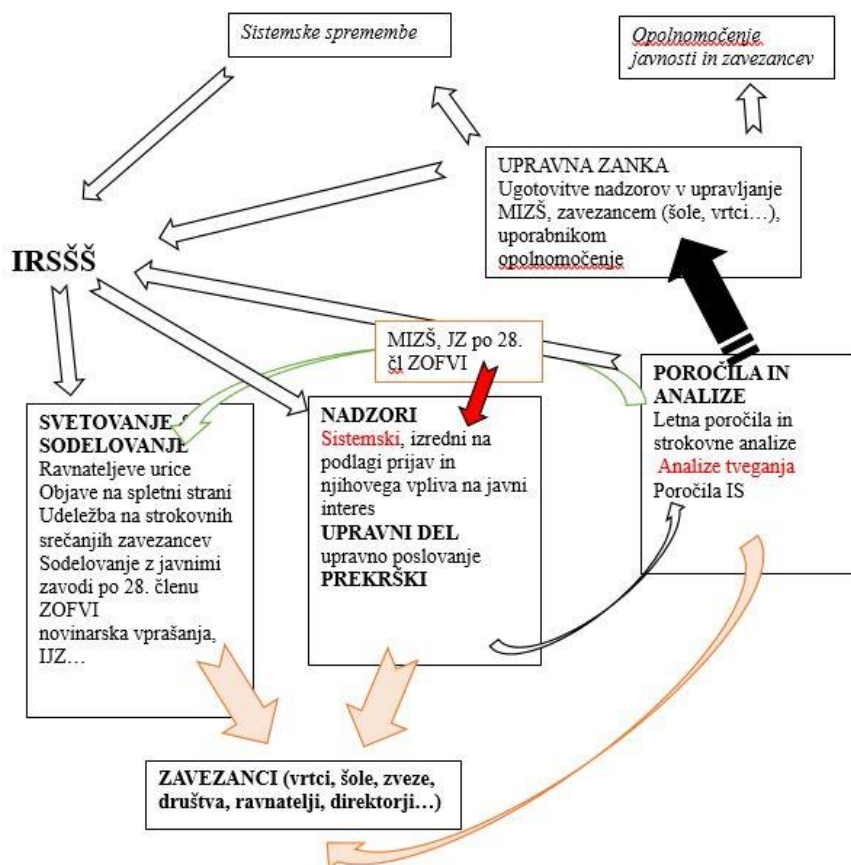 Sistemske spremembe
Opolnomočenje
javnosti in zavezancev
UPRAVNA ZANKA
Ugotovitve nadzorov v upravljanje
MIZŠ, zavezancem (šole, vrtci…),
uporabnikom
opolnomočenje
IRSŠŠ
MIZŠ, JZ po 28.
čl ZOFVI
SVETOVANJE &
SODELOVANJE
Ravnateljeve urice
Objave na spletni strani
Udeležba na strokovnih
srečanjih zavezancev
Sodelovanje z javnimi
zavodi po 28. členu
ZOFVI
novinarska vprašanja,
IJZ…
NADZORI
Sistemski, izredni na
podlagi prijav in
njihovega vpliva na javni
interes
UPRAVNI DEL
upravno poslovanje
PREKRŠKI
POROČILA IN
ANALIZE
Letna poročila in
strokovne analize
Analize tveganja
Poročila IS
ZAVEZANCI (vrtci, šole, zveze,
društva, ravnatelji, direktorji…)